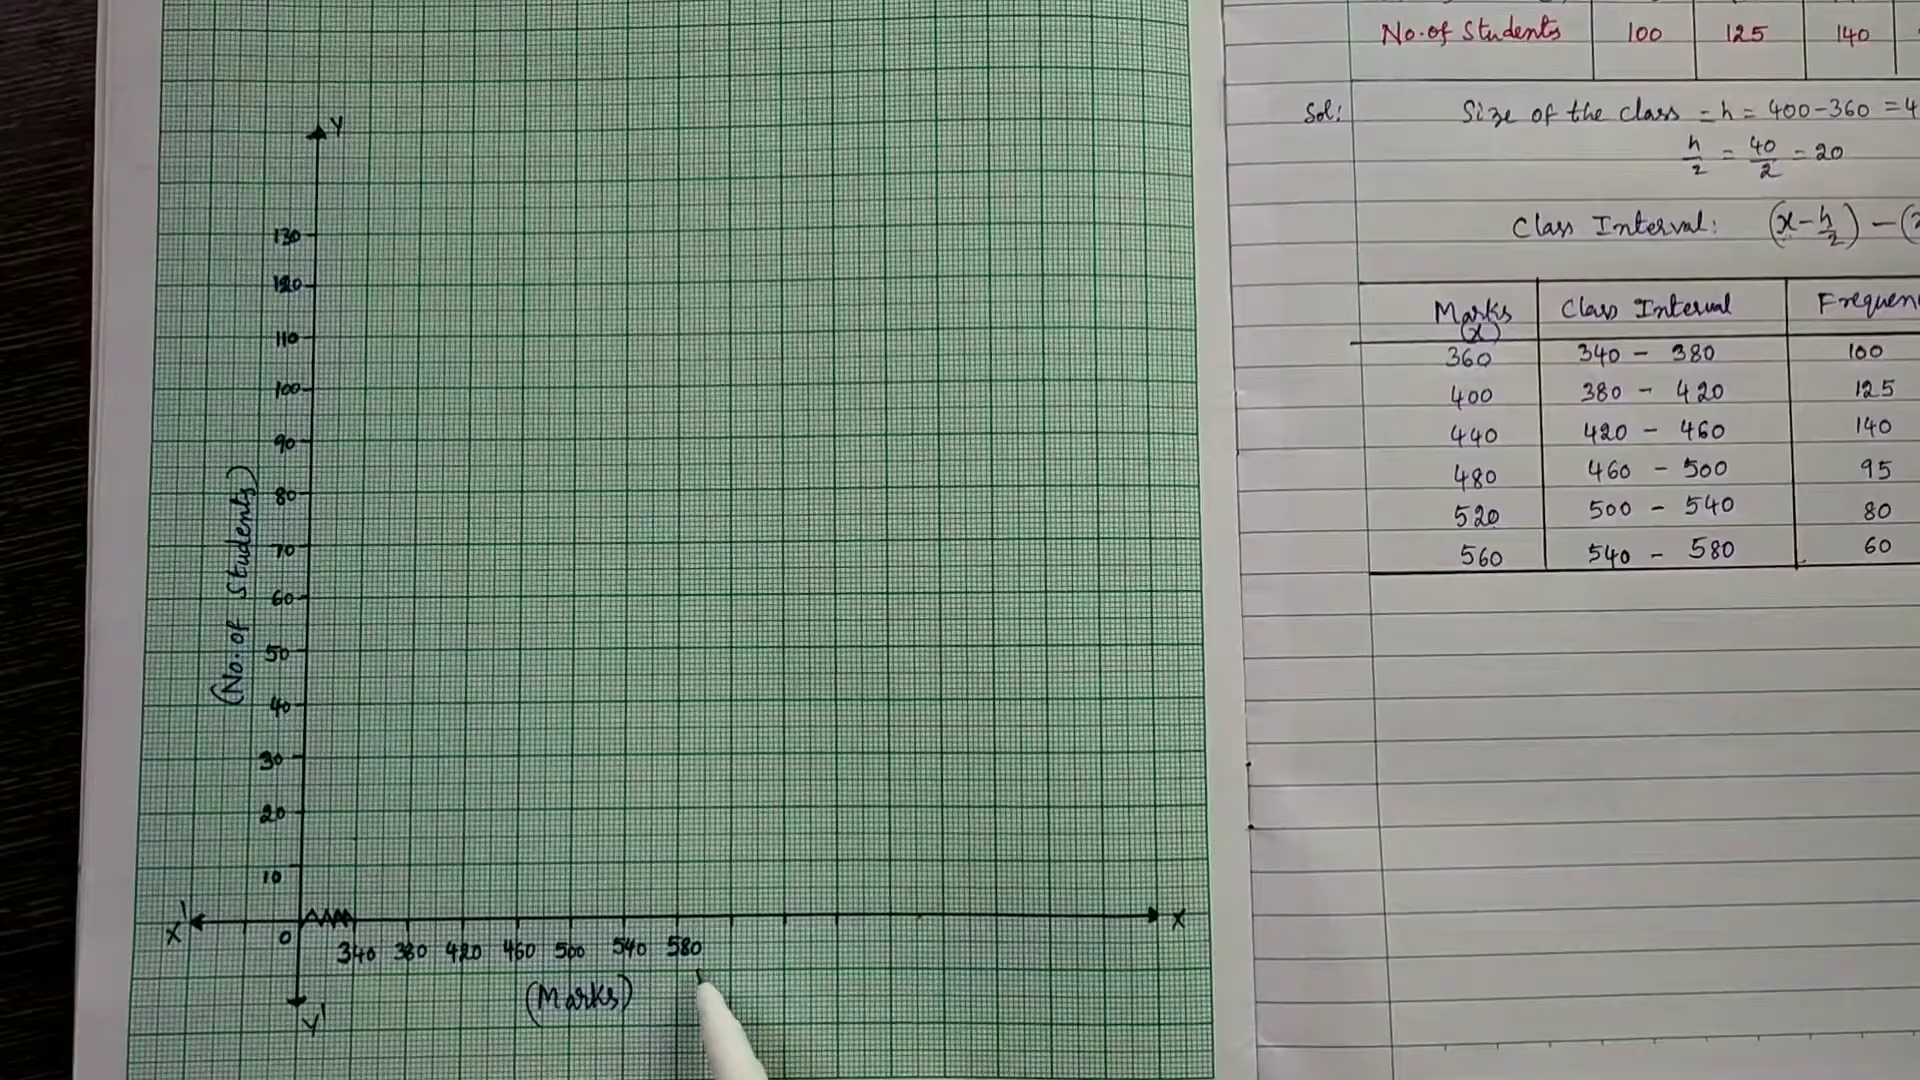 Y
130
120
110
100
90
80
70
60
50
40
30
20
10
(No. of Students)
X' 0 X
340 380 420 460 500 540 580
(Marks)
Y'
No. of Students 100 125 140
Sol: Size of the class = h = 400 - 360 = 4
h/2 = 40/2 = 20
Class Interval: (x - h/2) - (
Marks (x) Class Interval Frequen
360 340 - 380 100
400 380 - 420 125
440 420 - 460 140
480 460 - 500 95
520 500 - 540 80
560 540 - 580 60